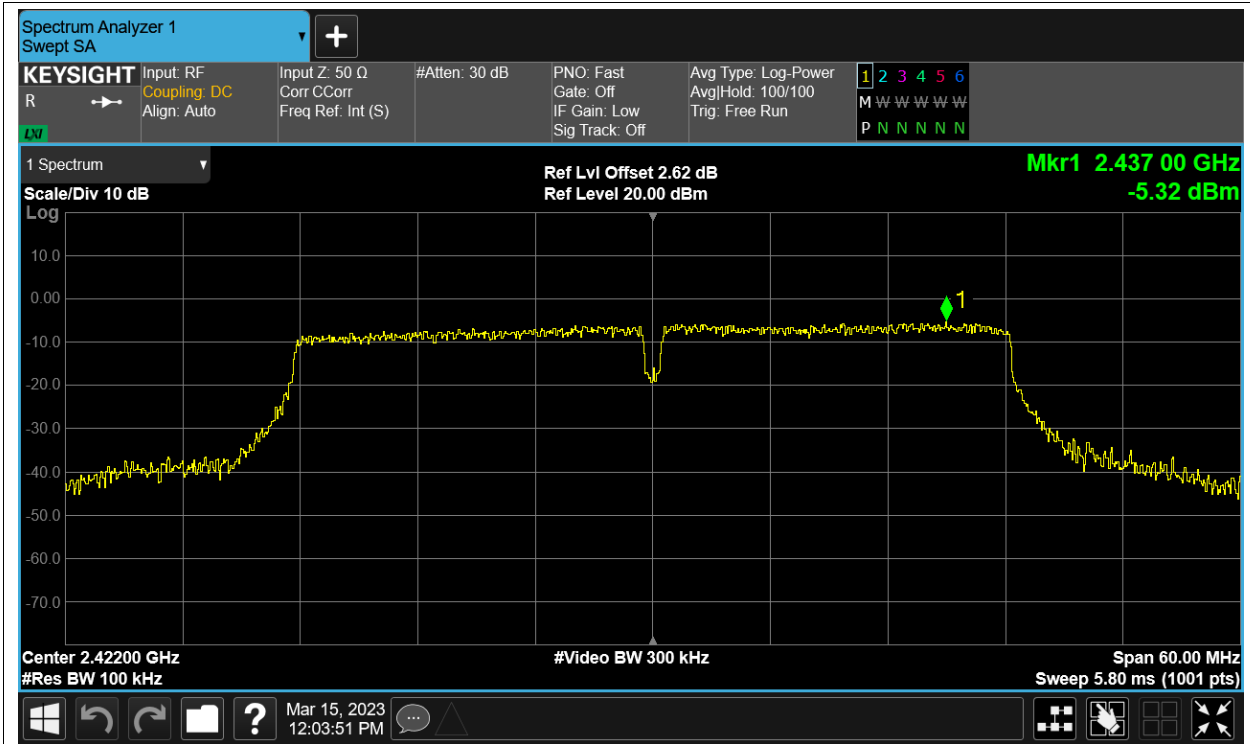 Spectrum Analyzer 1
Swept SA
+
KEYSIGHT
R
LXI
Input: RF
Coupling: DC
Align: Auto
Input Z: 50 Ω
Corr CCorr
Freq Ref: Int (S)
#Atten: 30 dB
PNO: Fast
Gate: Off
IF Gain: Low
Sig Track: Off
Avg Type: Log-Power
Avg|Hold: 100/100
Trig: Free Run
1 2 3 4 5 6
M W W W W W
P N N N N N
1 Spectrum
Scale/Div 10 dB
Log
Ref Lvl Offset 2.62 dB
Ref Level 20.00 dBm
Mkr1 2.437 00 GHz
-5.32 dBm
10.0
0.00
-10.0
-20.0
-30.0
-40.0
-50.0
-60.0
-70.0
1
Center 2.42200 GHz
#Res BW 100 kHz
#Video BW 300 kHz
Span 60.00 MHz
Sweep 5.80 ms (1001 pts)
?
Mar 15, 2023
12:03:51 PM